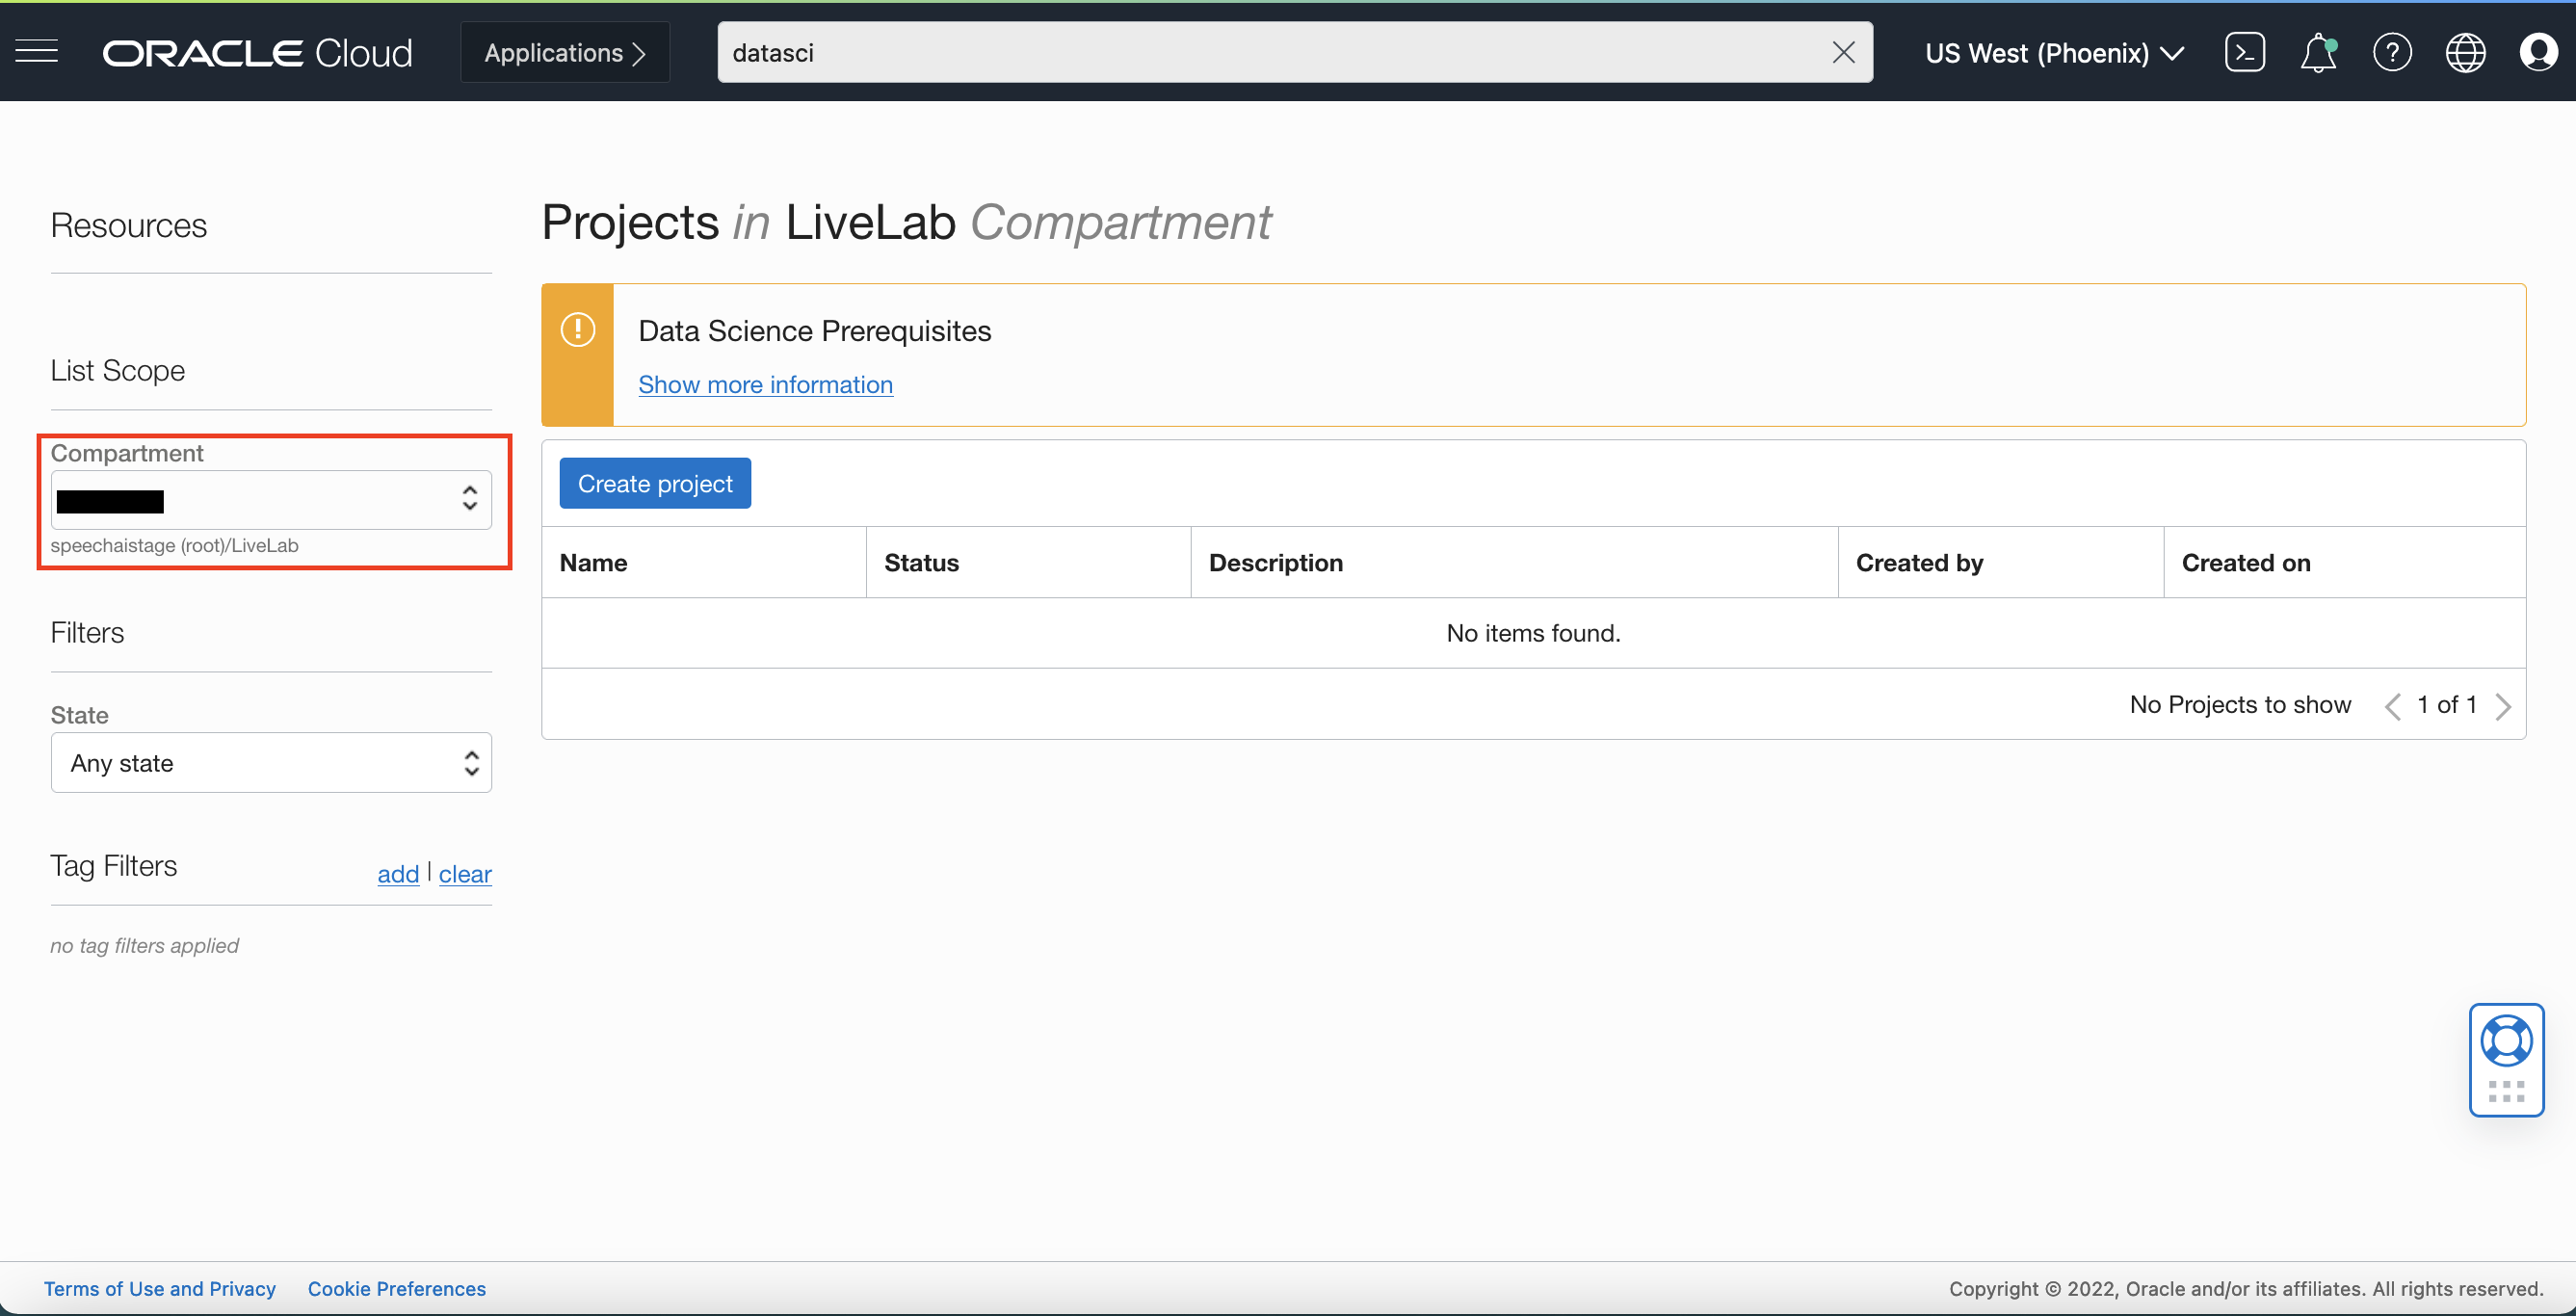 ORACLE Cloud
Applications
datasci
US West (Phoenix)
Resources
List Scope
Compartment
speechaistage (root)/LiveLab
Filters
State
Any state
Tag Filters
add | clear
no tag filters applied
Projects in LiveLab Compartment
Data Science Prerequisites
Show more information
Create project
Name Status Description Created by Created on
No items found.
No Projects to show 1 of 1
Terms of Use and Privacy Cookie Preferences
Copyright © 2022, Oracle and/or its affiliates. All rights reserved.